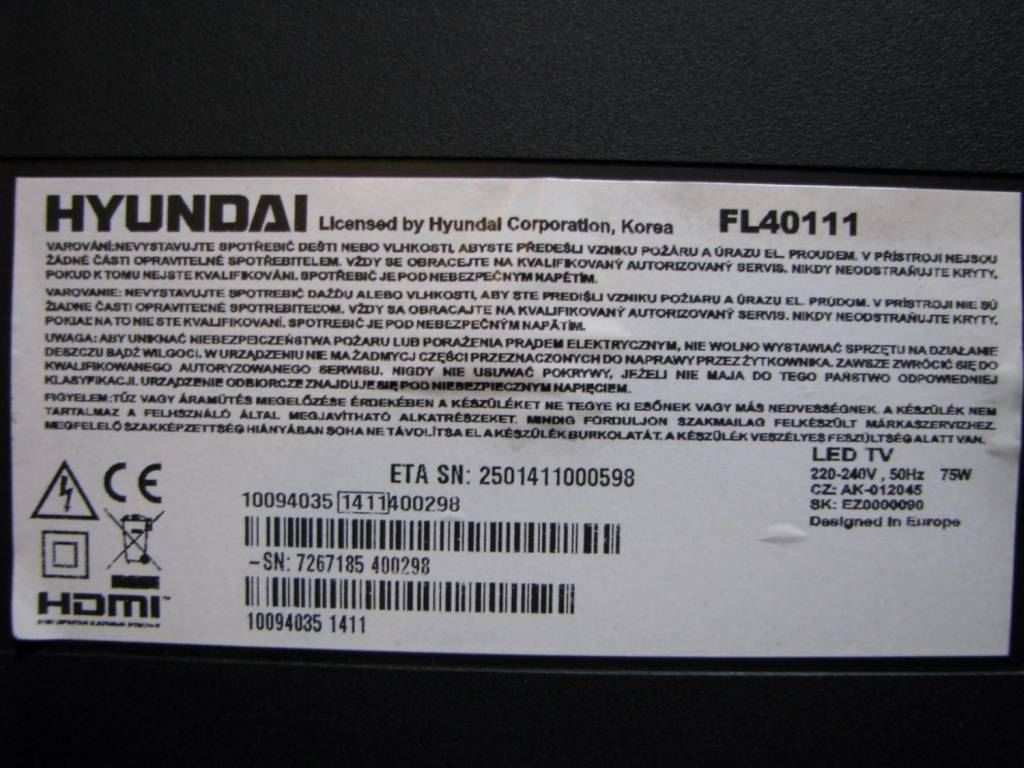 HYUNDAI Licensed by Hyundai Corporation, Korea FL40111
VAROVÁNI:NEVYSTAVUJTE SPOTŘEBIČ DEŠTI NEBO VLHKOSTI, ABYSTE PŘEDEŠLI VZNIKU POŽÁRU A ÚRAZU EL. PROUDEM. V PŘÍSTROJI NEJSOU
ŽÁDNÉ ČÁSTI OPRAVITELNÉ SPOTŘEBITELEM. VŽDY SE OBRACEJTE NA KVALIFIKOVANÝ AUTORIZOVANÝ SERVIS. NIKDY NEODSTRAŇUJTE KRYTY,
POKUD K TOMU NEJSTE KVALIFIKOVÁNI. SPOTŘEBIČ JE POD NEBEZPEČNÝM NAPĚTÍM.
VAROVANIE: NEVYSTAVUJTE SPOTREBIČ DAŽĎU ALEBO VLHKOSTI, ABY STE PREDIŠLI VZNIKU POŽIARU A ÚRAZU EL. PRÚDOM. V PRÍSTROJI NIE SÚ
ŽIADNE ČASTI OPRAVITEĽNÉ SPOTREBITEĽOM. VŽDY SA OBRACAJTE NA KVALIFIKOVANÝ AUTORIZOVANÝ SERVIS. NIKDY NEODSTRAŇUJTE KRYTY,
POKIAĽ NA TO NIE STE KVALIFIKOVANÍ. SPOTREBIČ JE POD NEBEZPEČNÝM NAPÄTÍM.
UWAGA: ABY UNIKNAĆ NIEBEZPIECZEŃSTWA POŻARU LUB PORAŻENIA PRĄDEM ELEKTRYCZNYM, NIE WOLNO WYSTAWIAĆ SPRZĘTU NA DZIAŁANIE
DESZCZU BĄDŹ WILGOCI. W URZĄDZENIU NIE MA ŻADNYCJ CZĘŚCI PRZEZNACZONYCH DO NAPRAWY PRZEZ UŻYTKOWNIKA. ZAWSZE ZWRÓCIĆ SIĘ DO
KWALIFIKOWANEGO AUTORYZOWANEGO SERWISU. NIGDY NIE USUWAĆ POKRYWY, JEŻELI NIE MAJA DO TEGO PAŃSTWO ODPOWIEDNIEJ
KLASYFIKACJI. URZĄDZENIE ODBIORCZE ZNAJDUJE SIĘ POD NIEBEZPIECZNYM NAPIĘCIEM.
FIGYELEM:TŰZ VAGY ÁRAMÜTÉS MEGELŐZÉSE ÉRDEKÉBEN A KÉSZÜLÉKET NE TEGYE KI ESŐNEK VAGY MÁS NEDVESSÉGNEK. A KÉSZÜLÉK NEM
TARTALMAZ A FELHSZNÁLÓ ÁLTAL MEGJAVÍTHATÓ ALKATRÉSZEKET. MINDIG FORDULJON SZAKMAILAG FELKÉSZÜLT MÁRKASZERVIZHEZ.
MEGFELELŐ SZAKKÉPZETTSÉG HIÁNYÁBAN SOHA NE TÁVOLÍTSA EL A KÉSZÜLÉK BURKOLATÁT. A KÉSZÜLÉK VESZÉLYES FESZÜLTSÉG ALATT VAN.
LED TV
220-240V , 50Hz 75W
CZ: AK-012045
SK: EZ0000090
Designed in Europe
ETA SN: 2501411000598
10094035 1411 400298
-SN: 7267185 400298
10094035 1411
CE
HDMI™